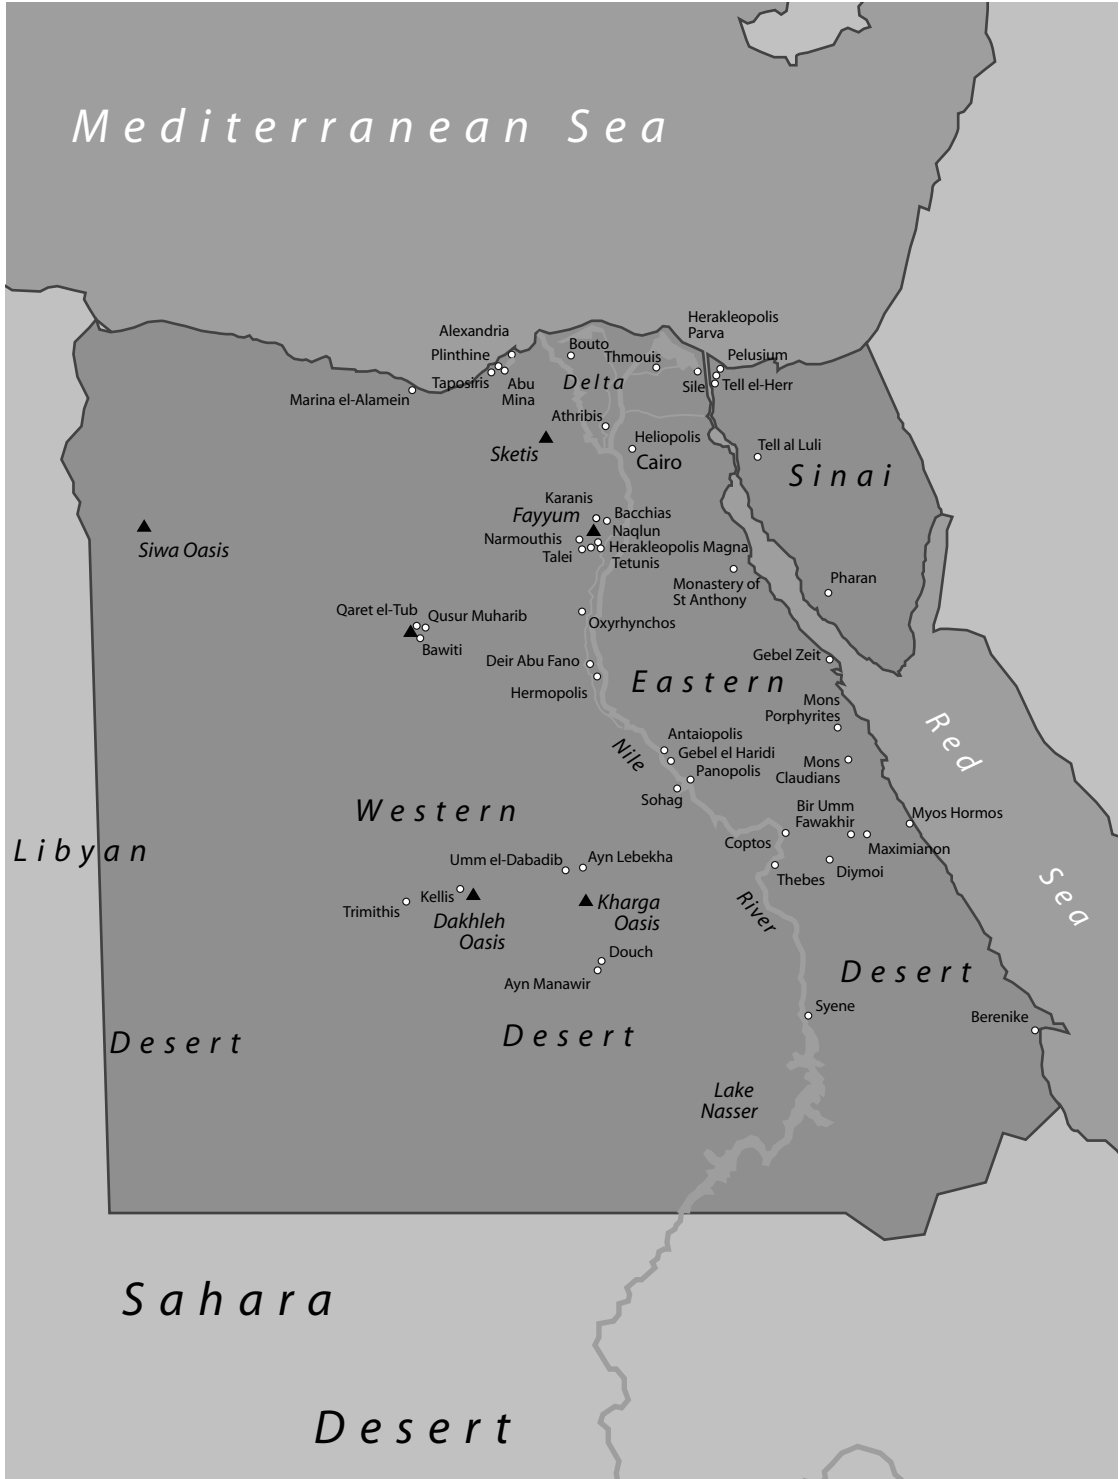 Mediterranean Sea
Herakleopolis
Parva
Alexandria
Bouto
Plinthine
Thmouis
Pelusium
Taposiris
Abu
Mina
Delta
Sile
Tell el-Herr
Marina el-Alamein
Athribis
Heliopolis
Cairo
Sketis
Tell al Luli
Sinai
Karanis
Fayyum
Bacchias
Siwa Oasis
Narmouthis
Naqlun
Talei
Herakleopolis Magna
Tetunis
Monastery of
St Anthony
Pharan
Qaret el-Tub
Qusur Muharib
Bawiti
Oxyrhynchos
Deir Abu Fano
Hermopolis
Gebel Zeit
Eastern
Mons
Porphyrites
Red
Antaiopolis
Gebel el Haridi
Panopolis
Nile
Mons
Claudians
Sohag
Western
Bir Umm
Fawakhir
Myos Hormos
Libyan
Coptos
Maximianon
Umm el-Dabadib
Ayn Lebekha
Thebes
Diymoi
Sea
Kellis
Trimithis
Dakhleh
Oasis
Kharga
Oasis
River
Douch
Ayn Manawir
Desert
Syene
Berenike
Desert
Desert
Lake
Nasser
Sahara
Desert